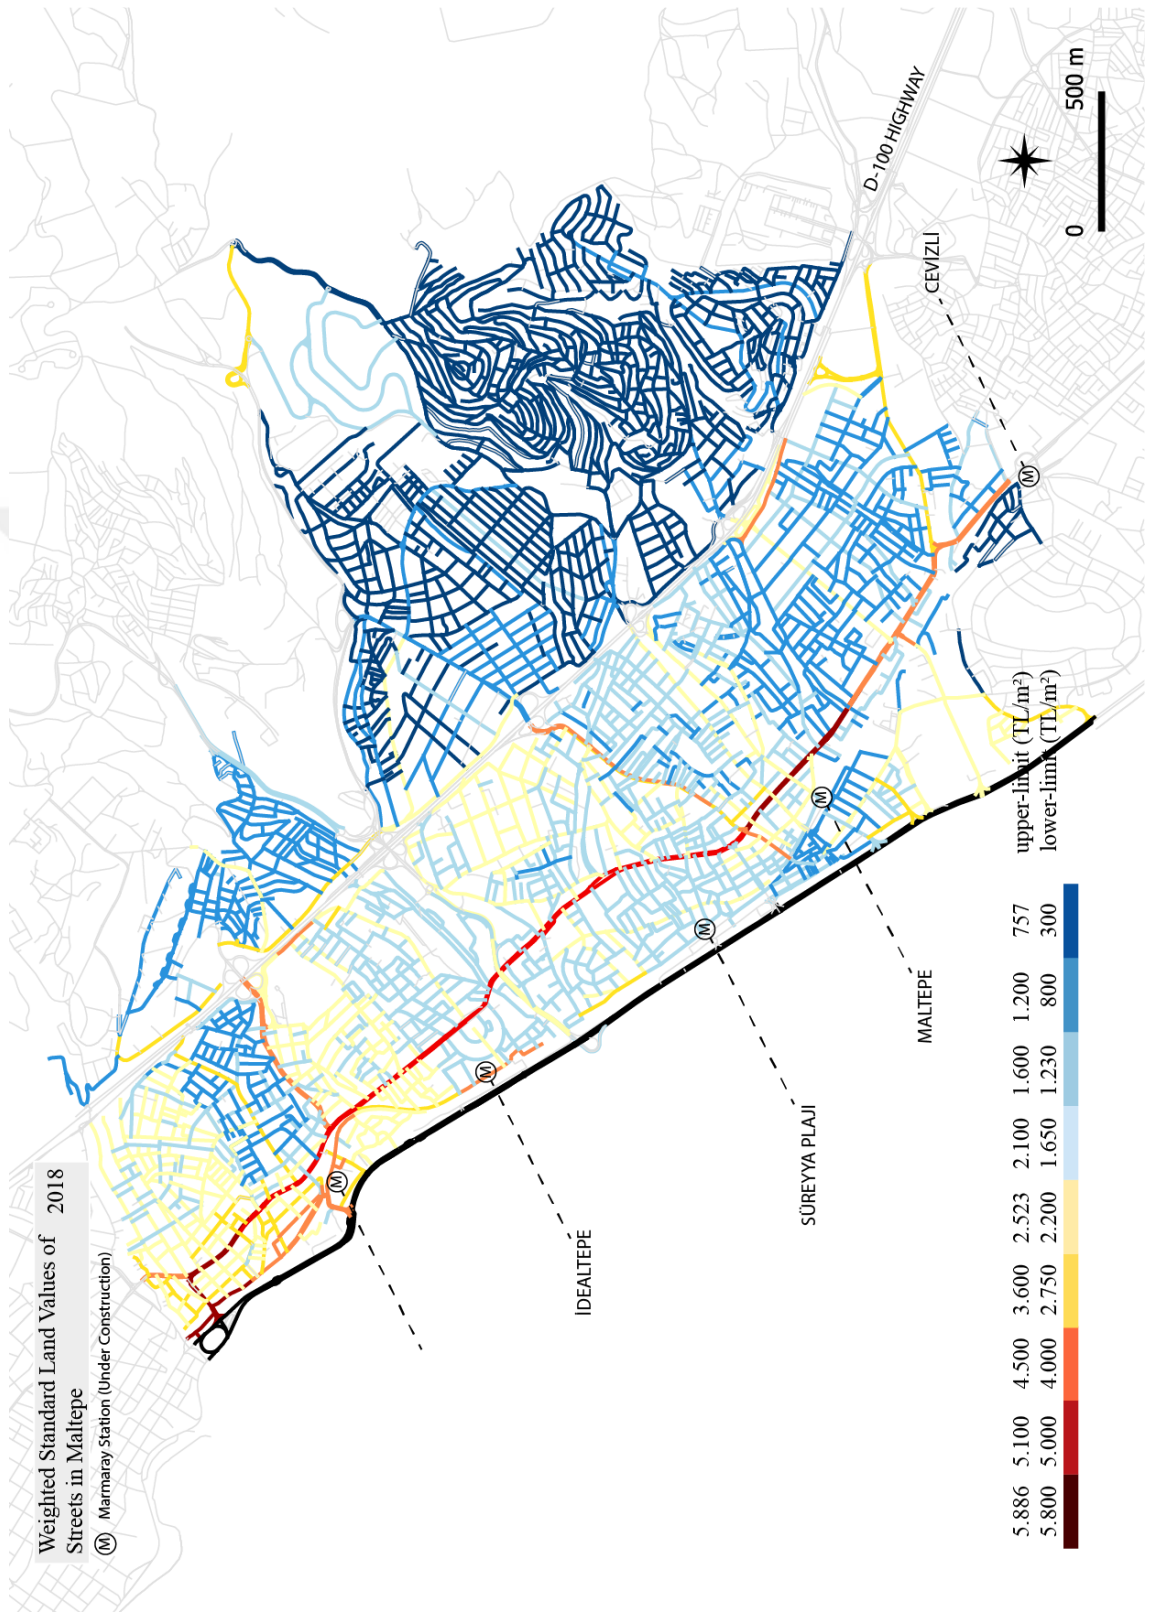 Weighted Standard Land Values of 2018
Streets in Maltepe
M Marmaray Station (Under Construction)
D-100 HIGHWAY
0 500 m
CEVİZLİ
MALTEPE
SÜREYYA PLAJI
İDEALTEPE
M
M
M
M
M
5.886 5.100 4.500 3.600 2.523 2.100 1.600 1.200 757 upper-limit (TL/m²)
5.800 5.000 4.000 2.750 2.200 1.650 1.230 800 300 lower-limit (TL/m²)